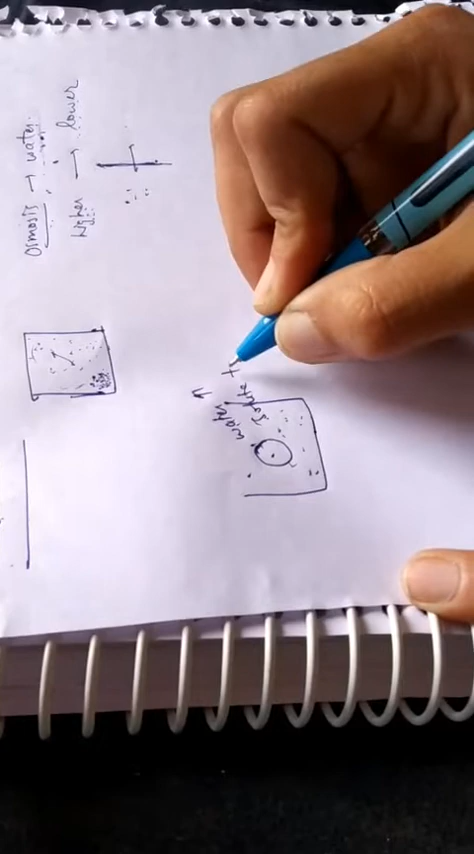 Osmosis → water
Higher → lower
water ↑
Solute